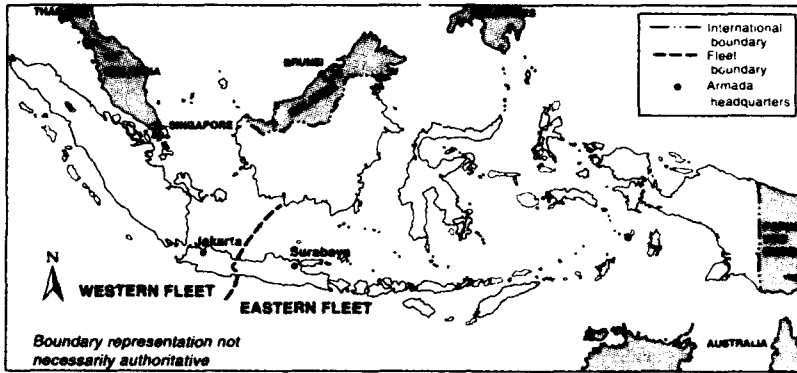 International
boundary
Fleet
boundary
Armada
headquarters
BRUNEI
SINGAPORE
Jakarta
Surabaya
N
WESTERN FLEET
EASTERN FLEET
Boundary representation not
necessarily authoritative
AUSTRALIA